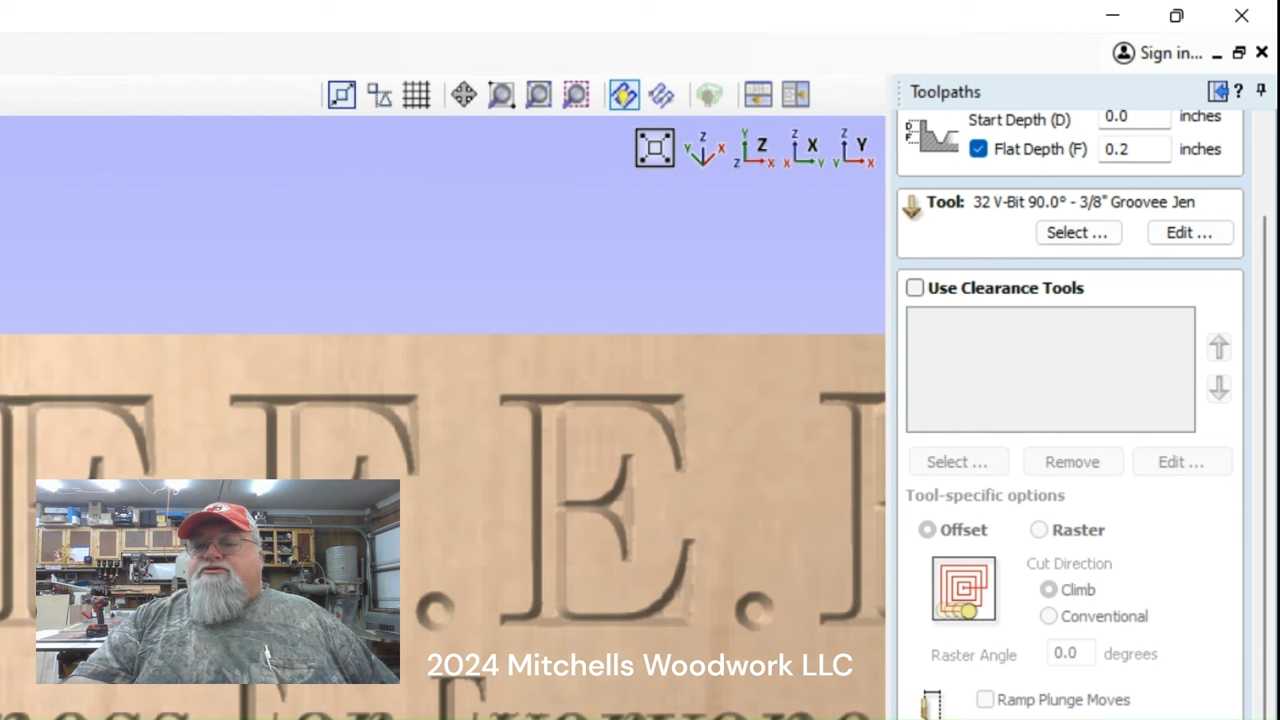 Sign in...
Toolpaths
Start Depth (D) 0.0 inches
Flat Depth (F) 0.2 inches
Tool: 32 V-Bit 90.0° - 3/8" Groovee Jen
Select ... Edit ...
Use Clearance Tools
Select ... Remove Edit ...
Tool-specific options
Offset Raster
Cut Direction
Climb
Conventional
Raster Angle 0.0 degrees
Ramp Plunge Moves
F.E.
2024 Mitchells Woodwork LLC
For Everyone